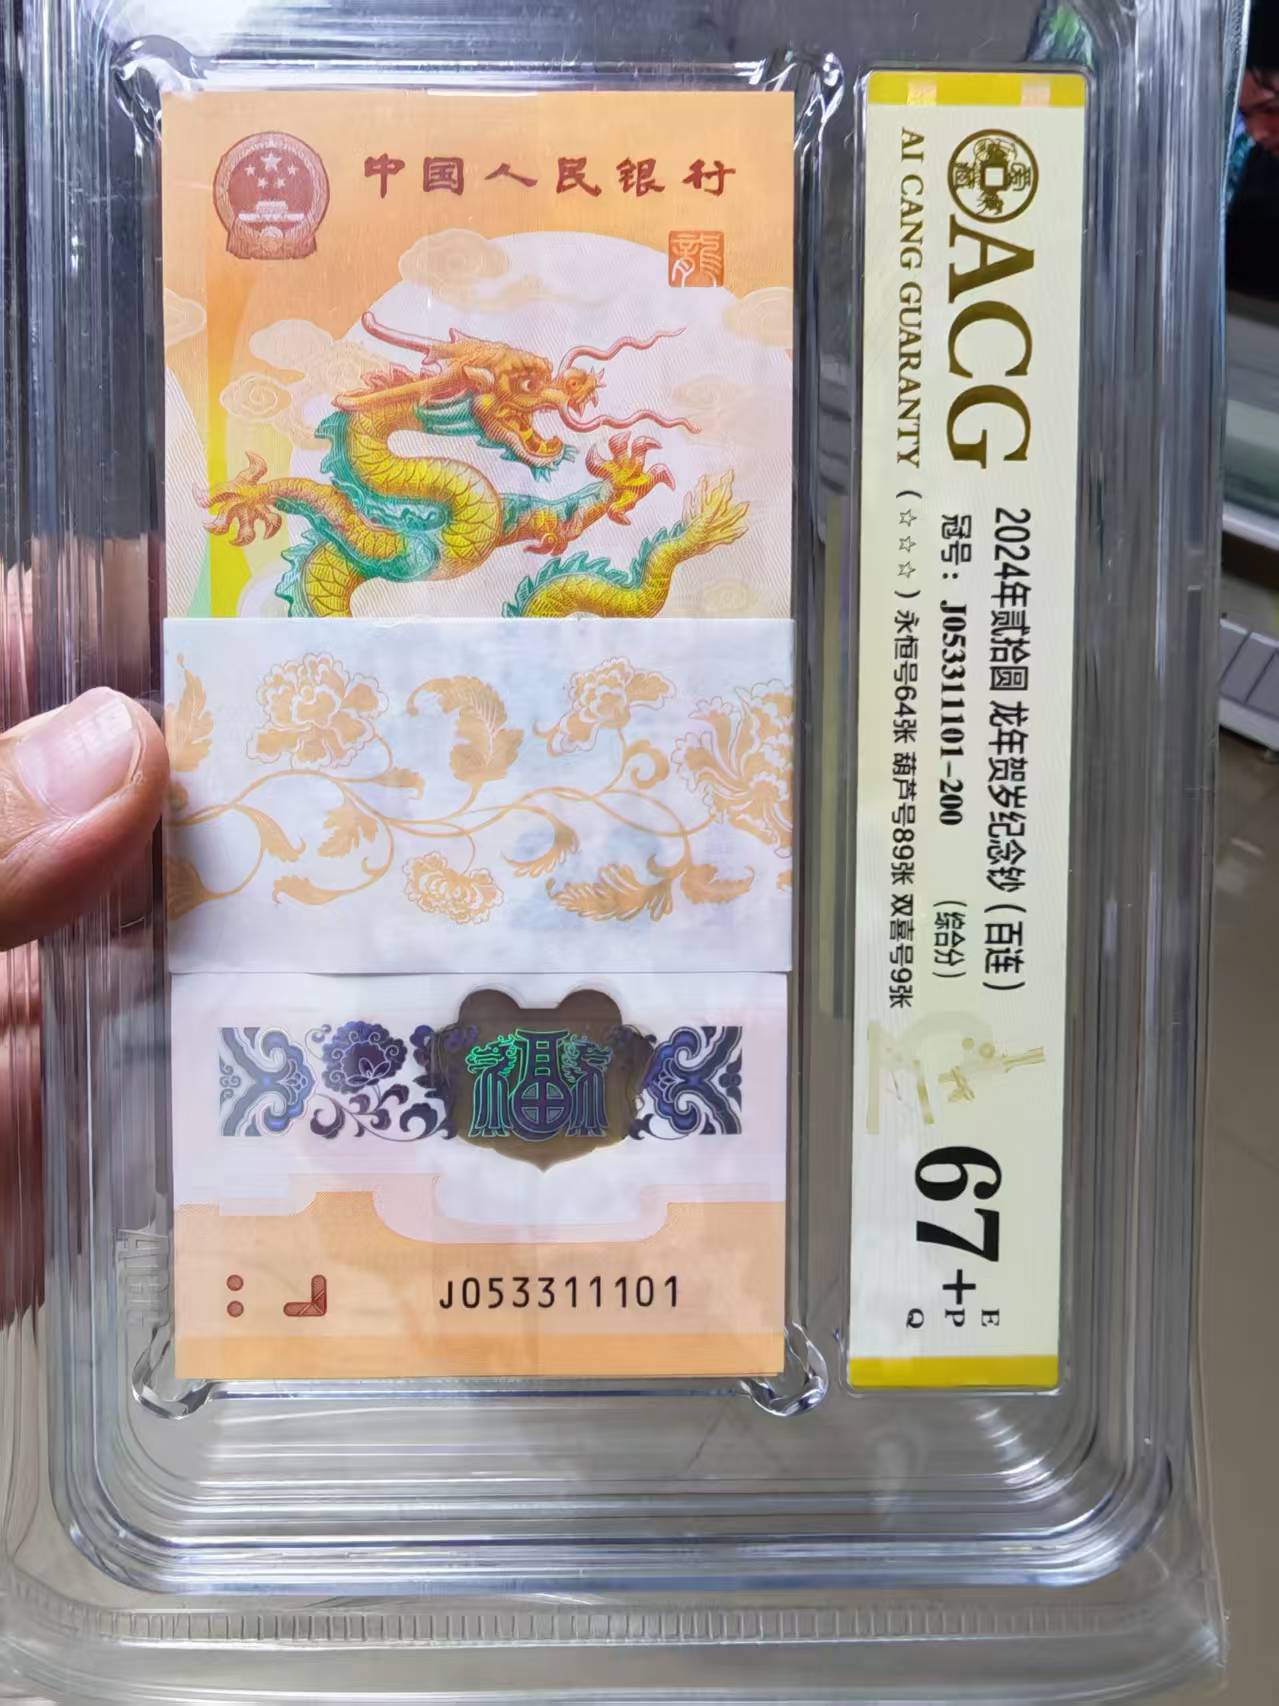 中国人民银行
龍
福
J053311101
ACG
AI CANG GUARANTY (☆☆☆)
2024年贰拾圆 龙年贺岁纪念钞（百连）
冠号：J053311101-200 （综合分）
永恒号64张 葫芦号89张 双喜号9张
67+
E
P
Q